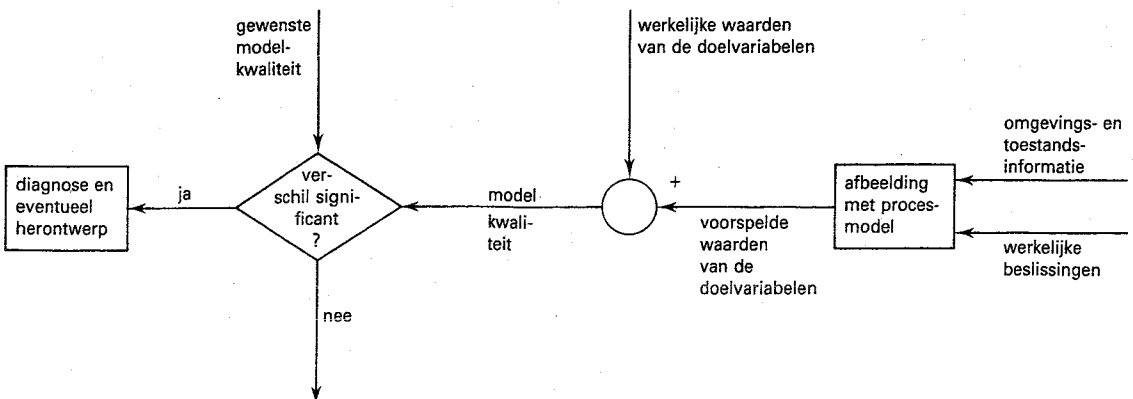 gewenste
model-
kwaliteit
werkelijke waarden
van de doelvariabelen
omgevings- en
toestands-
informatie
diagnose en
eventueel
herontwerp
ja
ver-
schil signi-
ficant
?
model
kwali-
teit
+
voorspelde
waarden
van de
doelvariabelen
afbeelding
met proces-
model
werkelijke
beslissingen
nee